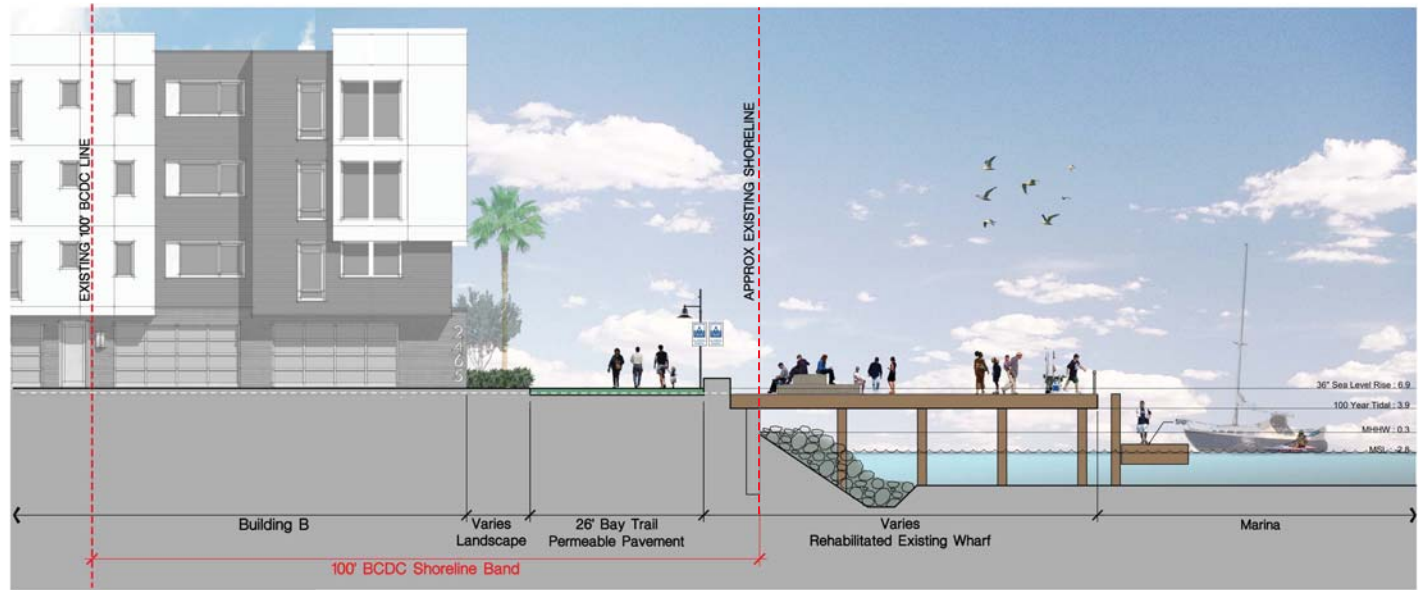 EXISTING 100' BCDC LINE
APPROX EXISTING SHORELINE
2465
36" Sea Level Rise : 6.9
100 Year Tidal : 3.9
MHHW : 0.3
MSL : -2.8
Building B
Varies
Landscape
26' Bay Trail
Permeable Pavement
Varies
Rehabilitated Existing Wharf
Marina
100' BCDC Shoreline Band